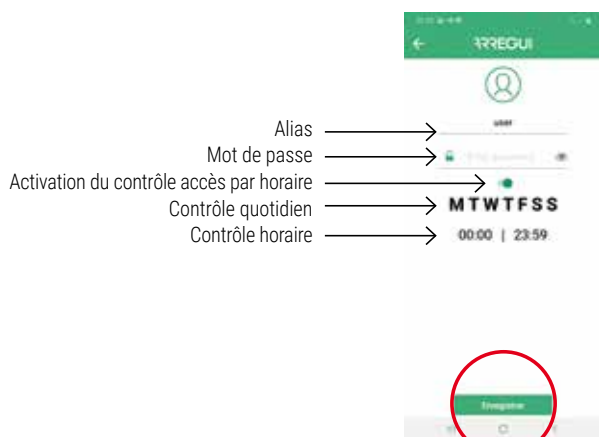 ЯRREGUI
user
Alias
Mot de passe
Activation du contrôle accès par horaire
Contrôle quotidien
MTWTFSS
Contrôle horaire
00:00 | 23:59
Enregistrer